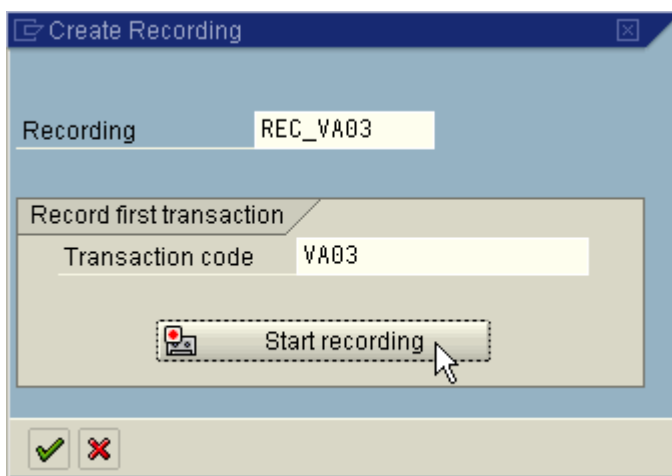 Create Recording
Recording REC_VA03
Record first transaction
Transaction code VA03
Start recording